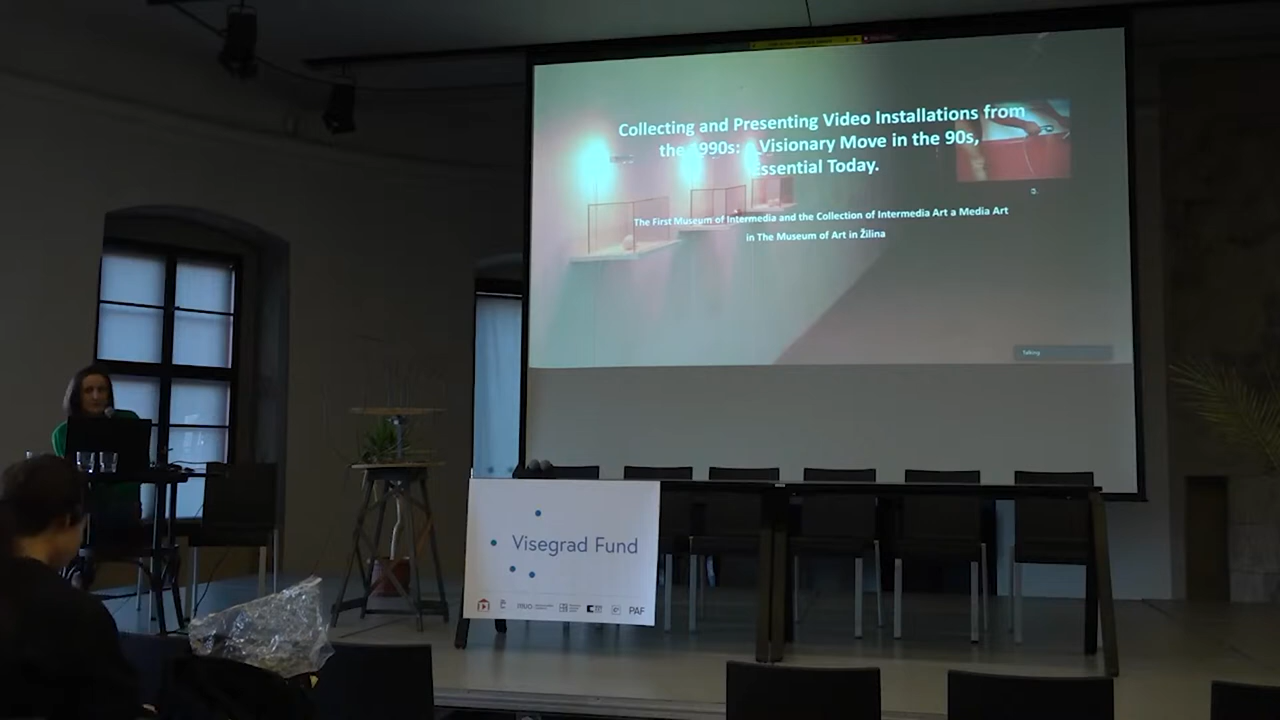 Collecting and Presenting Video Installations from
the 1990s: A Visionary Move in the 90s,
Essential Today.
The First Museum of Intermedia and the Collection of Intermedia Art a Media Art
in The Museum of Art in Žilina
Talking
Visegrad Fund
muo
PAF